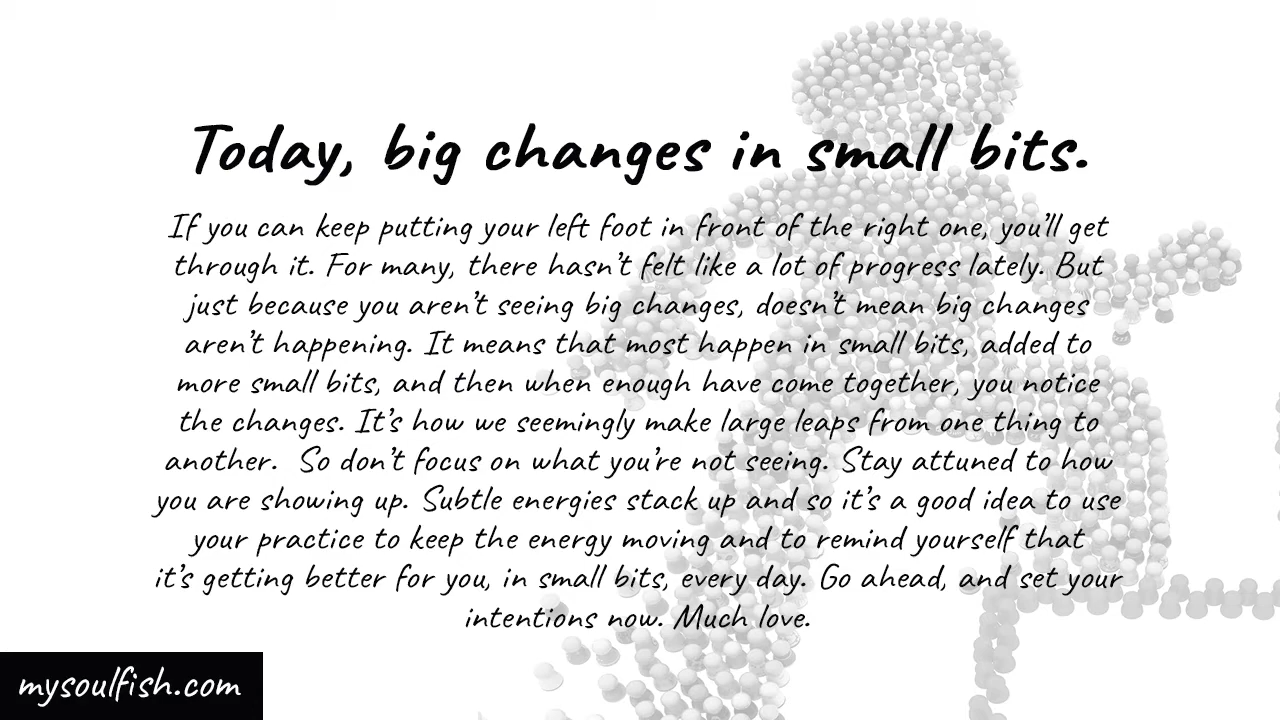 Today, big changes in small bits.
If you can keep putting your left foot in front of the right one, you'll get
through it. For many, there hasn't felt like a lot of progress lately. But
just because you aren't seeing big changes, doesn't mean big changes
aren't happening. It means that most happen in small bits, added to
more small bits, and then when enough have come together, you notice
the changes. It's how we seemingly make large leaps from one thing to
another.  So don't focus on what you're not seeing. Stay attuned to how
you are showing up. Subtle energies stack up and so it's a good idea to use
your practice to keep the energy moving and to remind yourself that
it's getting better for you, in small bits, every day. Go ahead, and set your
intentions now. Much love.
mysoulfish.com